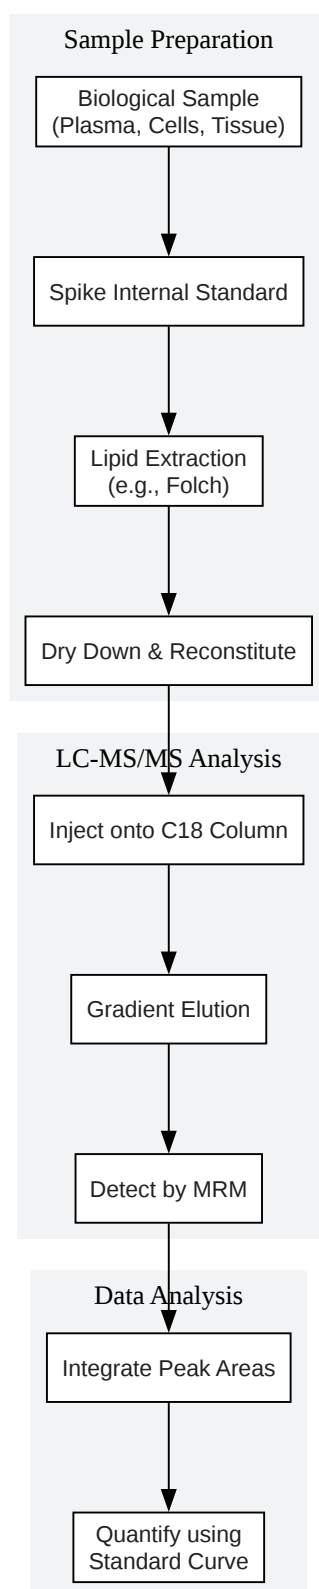 Sample Preparation
Biological Sample
(Plasma, Cells, Tissue)
Spike Internal Standard
Lipid Extraction
(e.g., Folch)
Dry Down & Reconstitute
LC-MS/MS Analysis
Inject onto C18 Column
Gradient Elution
Detect by MRM
Data Analysis
Integrate Peak Areas
Quantify using
Standard Curve